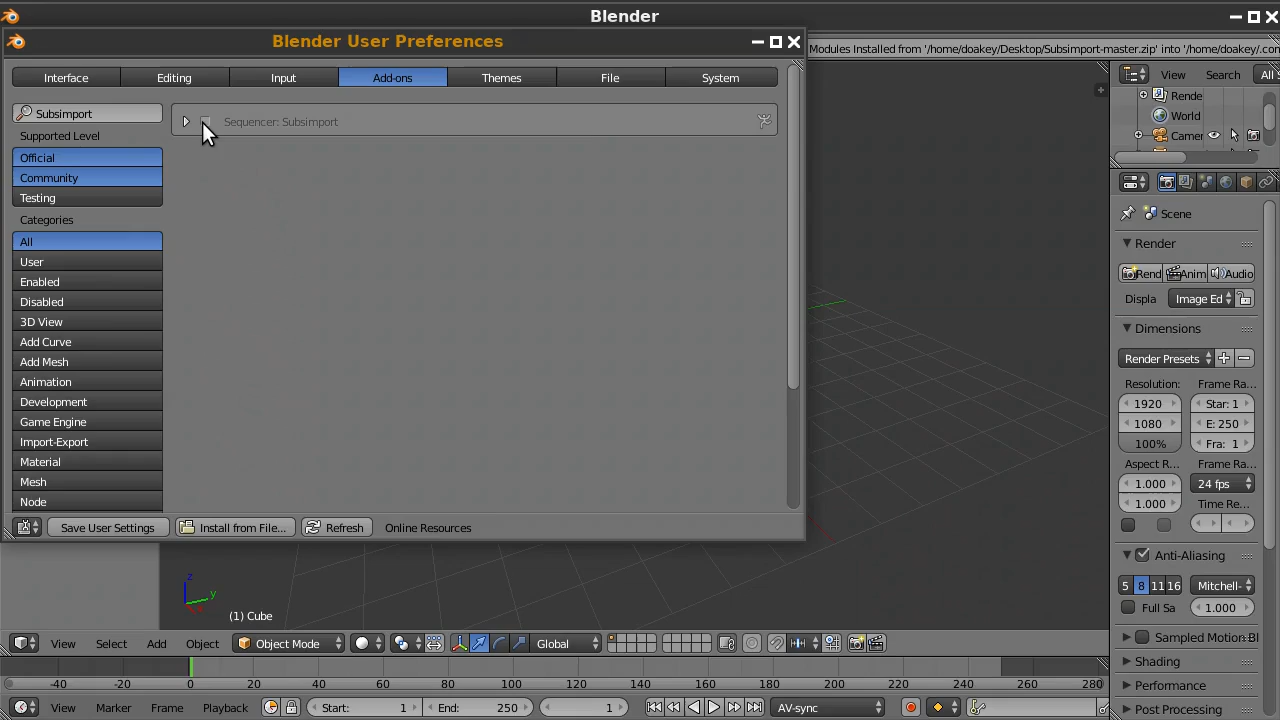 Blender
Blender User Preferences
Modules Installed from '/home/doakey/Desktop/Subsimport-master.zip' into '/home/doakey/.con
Interface
Editing
Input
Add-ons
Themes
File
System
View
Search
All S
Subsimport
Sequencer: Subsimport
Supported Level
Official
Community
Testing
Categories
All
User
Enabled
Disabled
3D View
Add Curve
Add Mesh
Animation
Development
Game Engine
Import-Export
Material
Mesh
Node
Save User Settings
Install from File...
Refresh
Online Resources
Rende
World
Camer
Scene
Render
Rend
Anim
Audio
Displa
Image Ed
Dimensions
Render Presets
Resolution:
Frame Ra...
1920
Star: 1
1080
E: 250
100%
Fra: 1
Aspect R...
Frame Ra...
1.000
24 fps
1.000
Time Re...
Anti-Aliasing
5
8
11
16
Mitchell-
Full Sa
1.000
Sampled Motion Bl
Shading
Performance
Post Processing
z
y
(1) Cube
View
Select
Add
Object
Object Mode
Global
-40
-20
0
20
40
60
80
100
120
140
160
180
200
220
240
260
280
View
Marker
Frame
Playback
Start: 1
End: 250
1
AV-sync